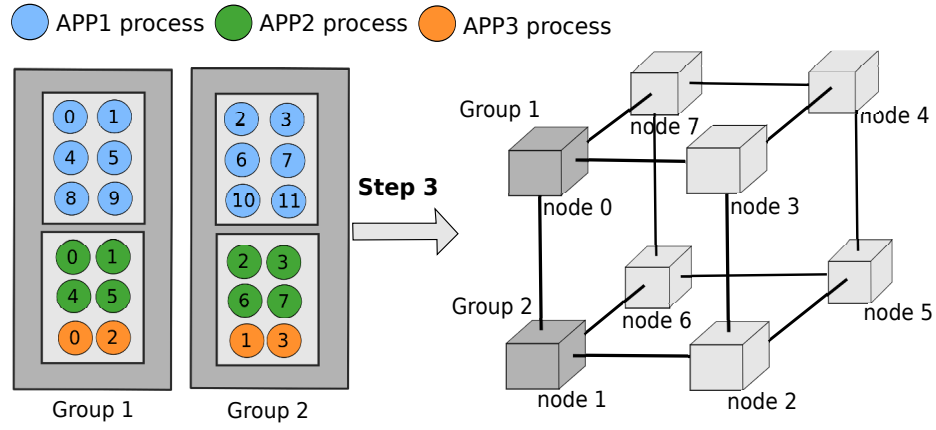 APP1 process APP2 process APP3 process
0 1
4 5
8 9
0 1
4 5
0 2
Group 1
2 3
6 7
10 11
2 3
6 7
1 3
Group 2
Step 3
Group 1
node 7
node 4
node 0
node 3
Group 2
node 6
node 5
node 1
node 2